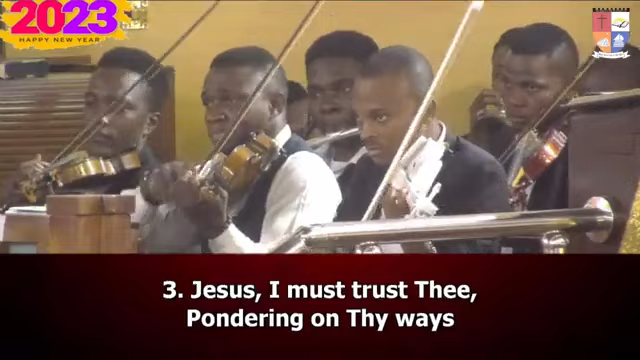 2023
HAPPY NEW YEAR
3. Jesus, I must trust Thee,
Pondering on Thy ways